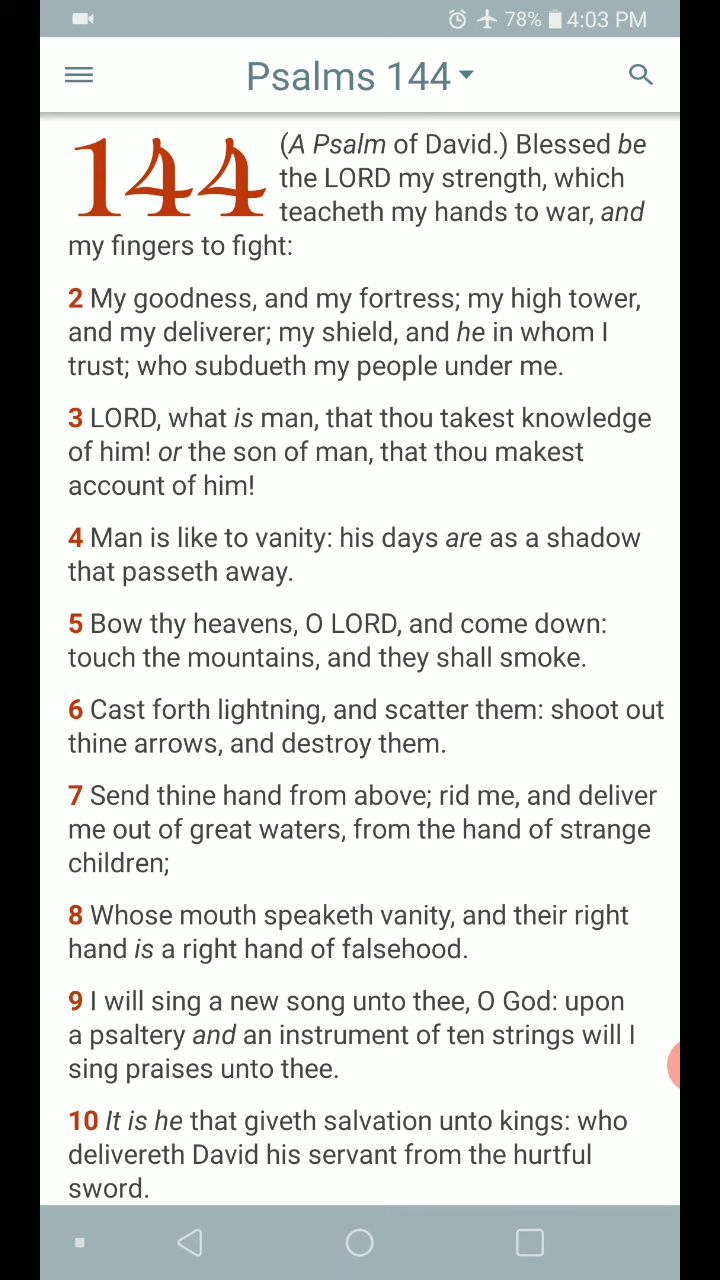 78% 4:03 PM
Psalms 144
144 (A Psalm of David.) Blessed be
the LORD my strength, which
teacheth my hands to war, and
my fingers to fight:
2 My goodness, and my fortress; my high tower,
and my deliverer; my shield, and he in whom I
trust; who subdueth my people under me.
3 LORD, what is man, that thou takest knowledge
of him! or the son of man, that thou makest
account of him!
4 Man is like to vanity: his days are as a shadow
that passeth away.
5 Bow thy heavens, O LORD, and come down:
touch the mountains, and they shall smoke.
6 Cast forth lightning, and scatter them: shoot out
thine arrows, and destroy them.
7 Send thine hand from above; rid me, and deliver
me out of great waters, from the hand of strange
children;
8 Whose mouth speaketh vanity, and their right
hand is a right hand of falsehood.
9 I will sing a new song unto thee, O God: upon
a psaltery and an instrument of ten strings will I
sing praises unto thee.
10 It is he that giveth salvation unto kings: who
delivereth David his servant from the hurtful
sword.